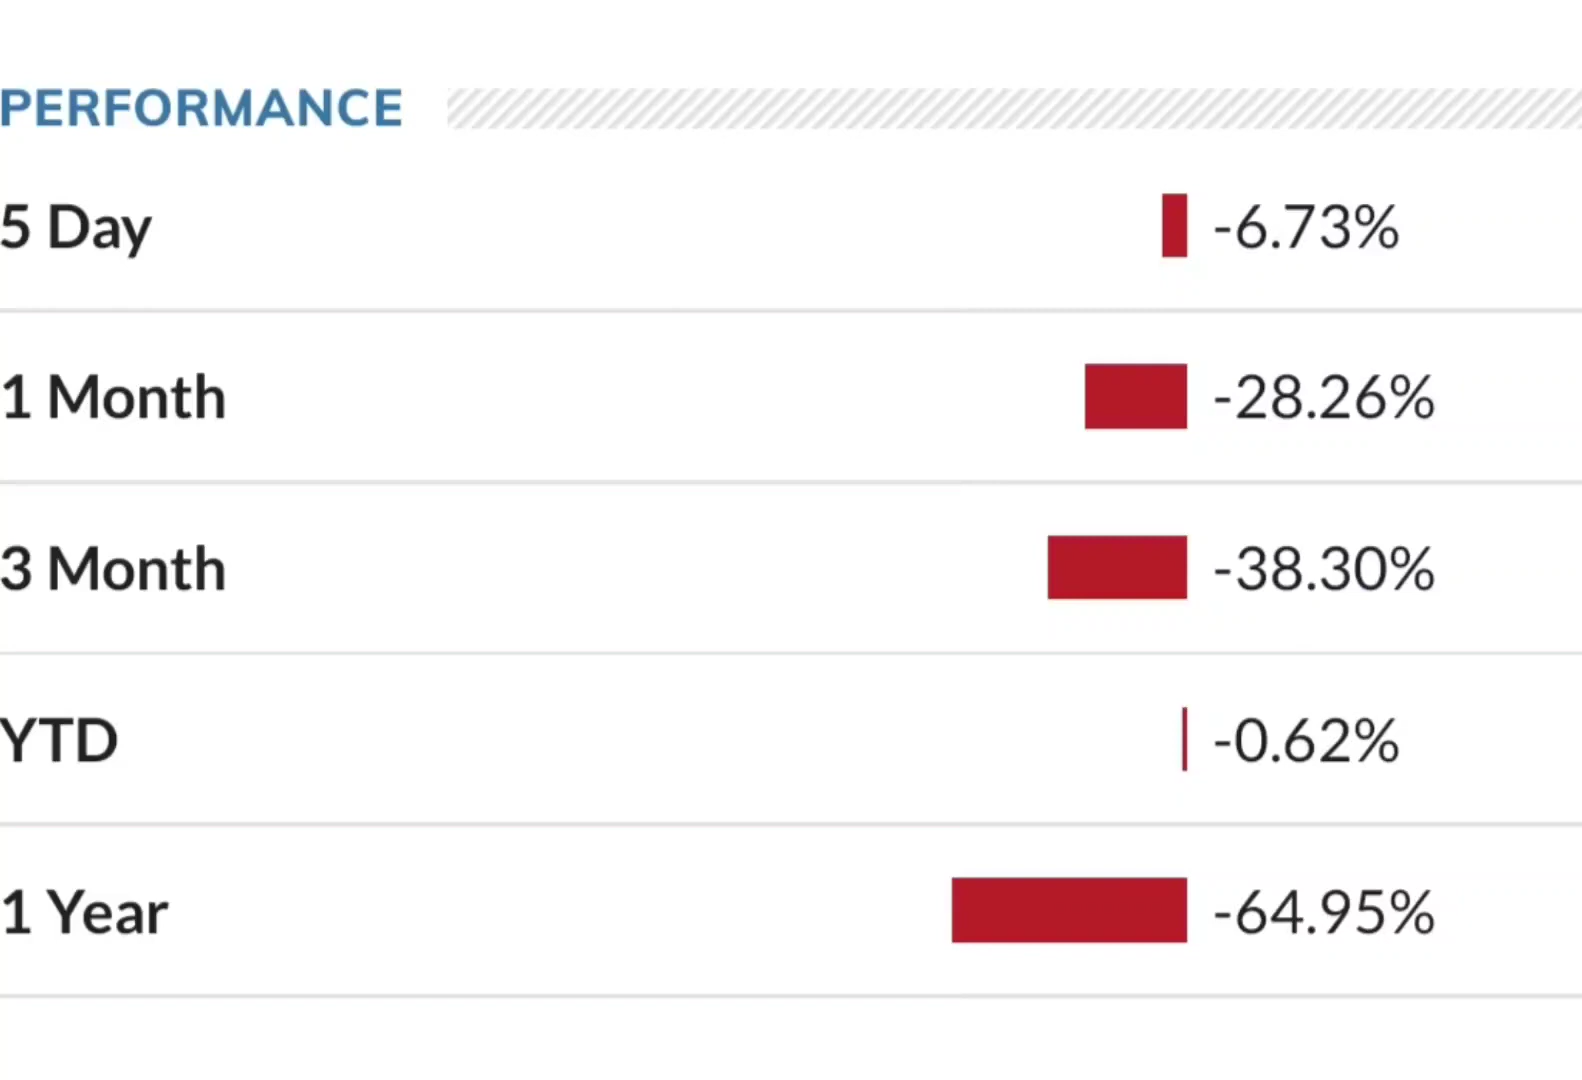 PERFORMANCE
5 Day -6.73%
1 Month -28.26%
3 Month -38.30%
YTD -0.62%
1 Year -64.95%